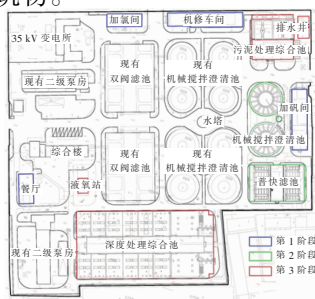 加氯间
机修车间
排水井
35 kV 变电所
污泥处理综合池
现有
双阀滤池
现有
机械搅拌澄清池
现有二级泵房
水塔
加矾间
机械搅拌澄清池
综合楼
现有
双阀滤池
现有
机械搅拌澄清池
普快滤池
餐厅
液氧站
深度处理综合池
现有二级泵房
第 1 阶段
第 2 阶段
第 3 阶段